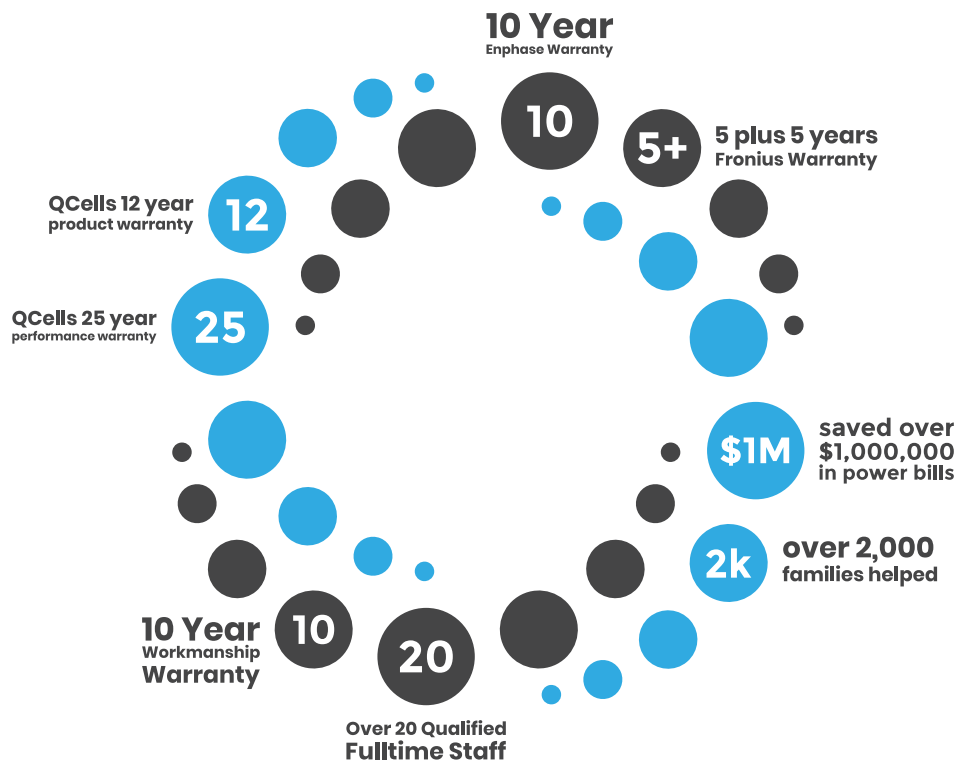 10 Year
Enphase Warranty
10
5+
5 plus 5 years
Fronius Warranty
QCells 12 year
product warranty
12
QCells 25 year
performance warranty
25
$1M
saved over
$1,000,000
in power bills
2k
over 2,000
families helped
10 Year
Workmanship
Warranty
10
20
Over 20 Qualified
Fulltime Staff